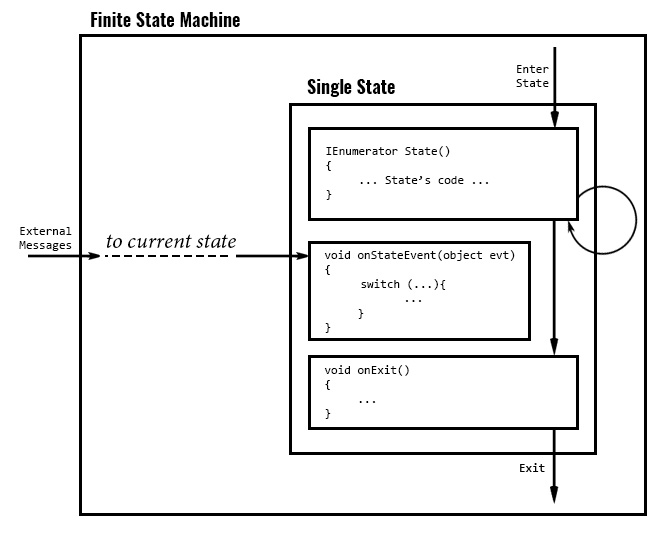 Finite State Machine
Enter
State
Single State
IEnumerator State()
{
... State's code ...
}
External
Messages
to current state
void onStateEvent(object evt)
{
switch (...){
...
}
}
void onExit()
{
...
}
Exit